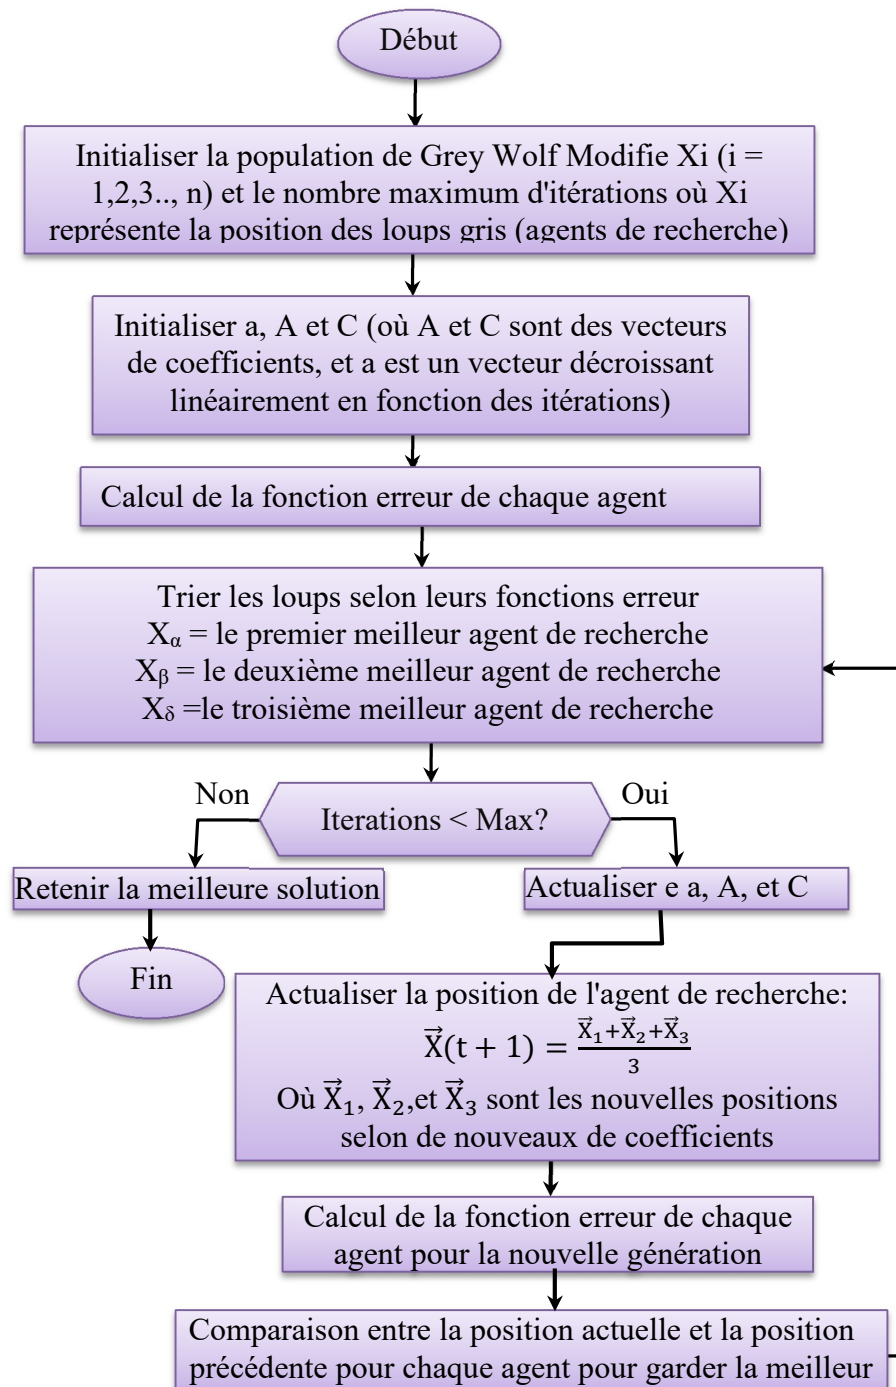 Début
Initialiser la population de Grey Wolf Modifie Xi (i =
1,2,3.., n) et le nombre maximum d'itérations où Xi
représente la position des loups gris (agents de recherche)
Initialiser a, A et C (où A et C sont des vecteurs
de coefficients, et a est un vecteur décroissant
linéairement en fonction des itérations)
Calcul de la fonction erreur de chaque agent
Trier les loups selon leurs fonctions erreur
Xα = le premier meilleur agent de recherche
Xβ = le deuxième meilleur agent de recherche
Xδ =le troisième meilleur agent de recherche
Non
Iterations < Max?
Oui
Retenir la meilleure solution
Actualiser e a, A, et C
Fin
Actualiser la position de l'agent de recherche:
X⃗(t + 1) = (X⃗₁+X⃗₂+X⃗₃)/3
Où X⃗₁, X⃗₂,et X⃗₃ sont les nouvelles positions
selon de nouveaux de coefficients
Calcul de la fonction erreur de chaque
agent pour la nouvelle génération
Comparaison entre la position actuelle et la position
précédente pour chaque agent pour garder la meilleur